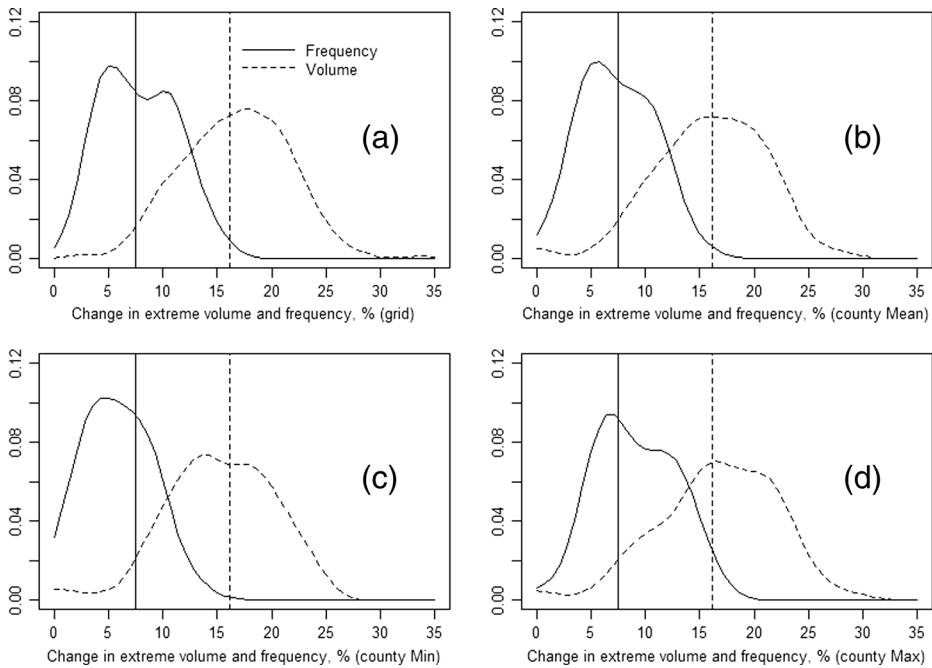 0.00 0.04 0.08 0.12
Frequency
Volume
(a)
0 5 10 15 20 25 30 35
Change in extreme volume and frequency, % (grid)
0.00 0.04 0.08 0.12
(b)
0 5 10 15 20 25 30 35
Change in extreme volume and frequency, % (county Mean)
0.00 0.04 0.08 0.12
(c)
0 5 10 15 20 25 30 35
Change in extreme volume and frequency, % (county Min)
0.00 0.04 0.08 0.12
(d)
0 5 10 15 20 25 30 35
Change in extreme volume and frequency, % (county Max)